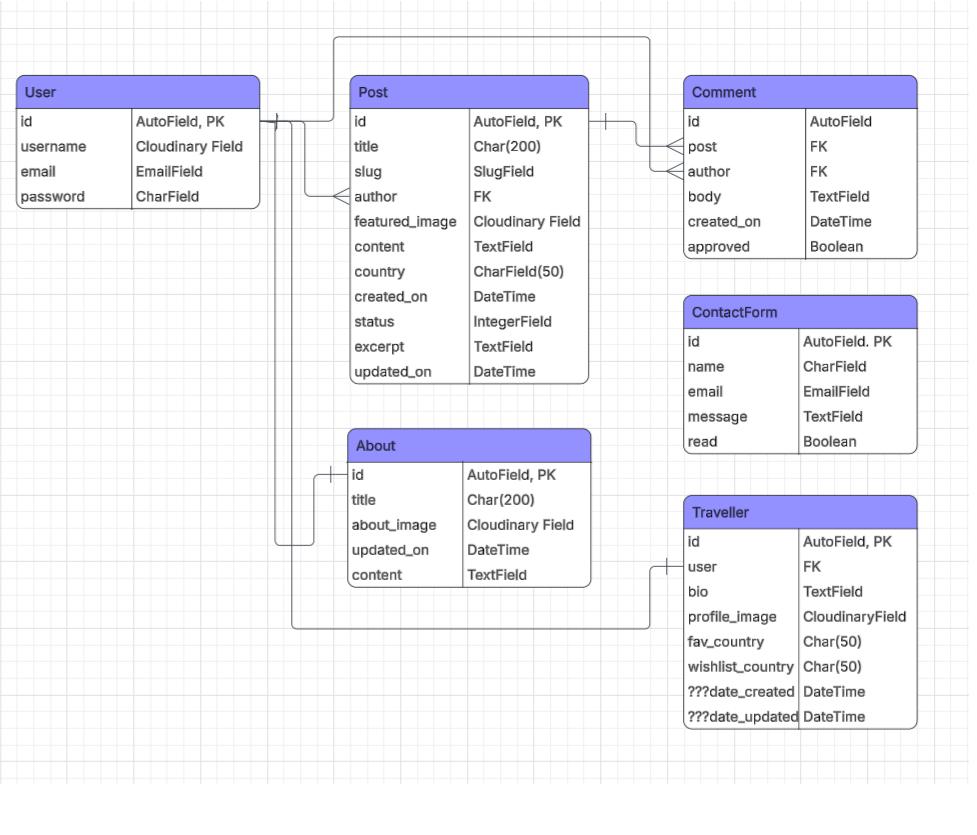 User
id AutoField, PK
username Cloudinary Field
email EmailField
password CharField
Post
id AutoField, PK
title Char(200)
slug SlugField
author FK
featured_image Cloudinary Field
content TextField
country CharField(50)
created_on DateTime
status IntegerField
excerpt TextField
updated_on DateTime
Comment
id AutoField
post FK
author FK
body TextField
created_on DateTime
approved Boolean
ContactForm
id AutoField. PK
name CharField
email EmailField
message TextField
read Boolean
About
id AutoField, PK
title Char(200)
about_image Cloudinary Field
updated_on DateTime
content TextField
Traveller
id AutoField, PK
user FK
bio TextField
profile_image CloudinaryField
fav_country Char(50)
wishlist_country Char(50)
???date_created DateTime
???date_updated DateTime